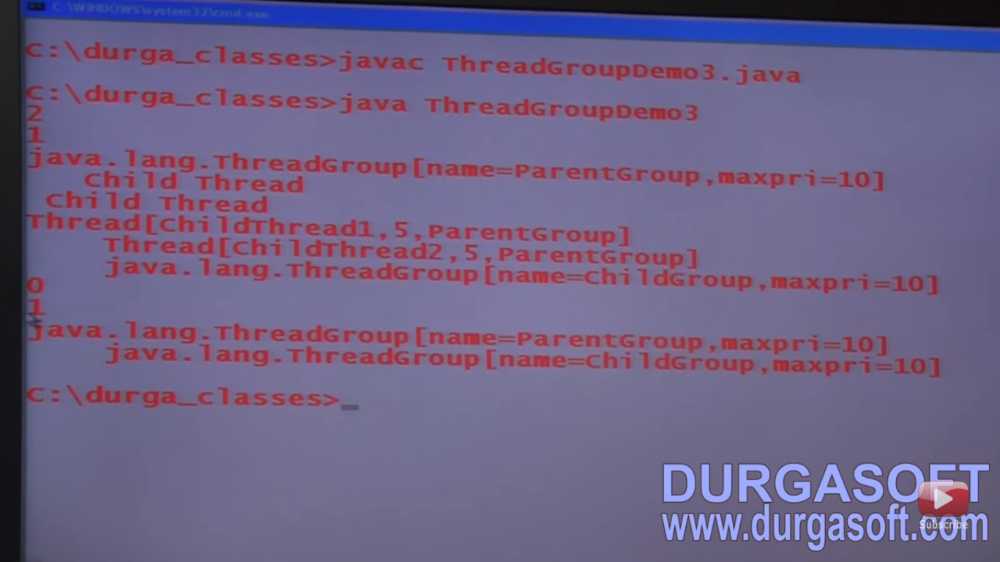 C:\WINDOWS\system32\cmd.exe
C:\durga_classes>javac ThreadGroupDemo3.java
C:\durga_classes>java ThreadGroupDemo3
2
1
java.lang.ThreadGroup[name=ParentGroup,maxpri=10]
Child Thread
Child Thread
Thread[ChildThread1,5,ParentGroup]
Thread[ChildThread2,5,ParentGroup]
java.lang.ThreadGroup[name=ChildGroup,maxpri=10]
0
1
java.lang.ThreadGroup[name=ParentGroup,maxpri=10]
java.lang.ThreadGroup[name=ChildGroup,maxpri=10]
C:\durga_classes>_
DURGASOFT
www.durgasoft.com
Subscribe